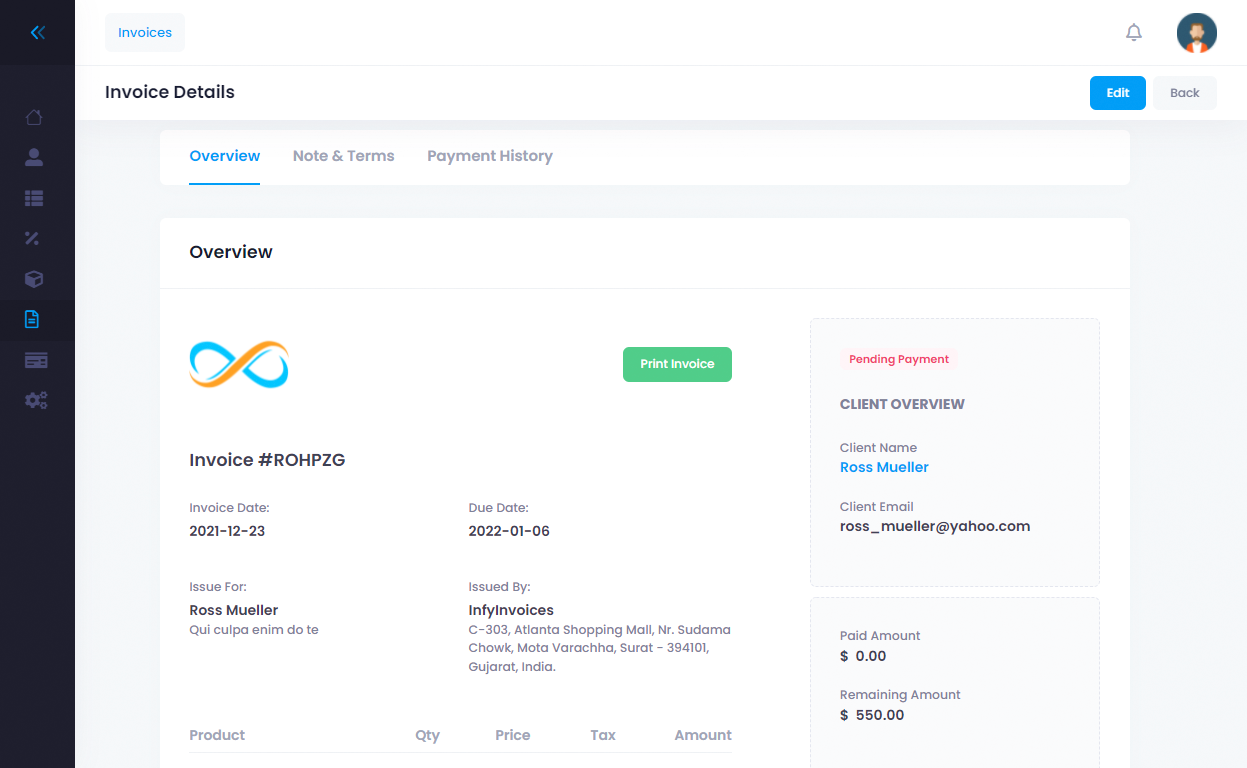 Invoices
Invoice Details
Edit
Back
Overview
Note & Terms
Payment History
Overview
Print Invoice
Invoice #ROHPZG
Invoice Date:
2021-12-23
Due Date:
2022-01-06
Issue For:
Ross Mueller
Qui culpa enim do te
Issued By:
InfyInvoices
C-303, Atlanta Shopping Mall, Nr. Sudama
Chowk, Mota Varachha, Surat - 394101,
Gujarat, India.
Product Qty Price Tax Amount
Pending Payment
CLIENT OVERVIEW
Client Name
Ross Mueller
Client Email
ross_mueller@yahoo.com
Paid Amount
$ 0.00
Remaining Amount
$ 550.00